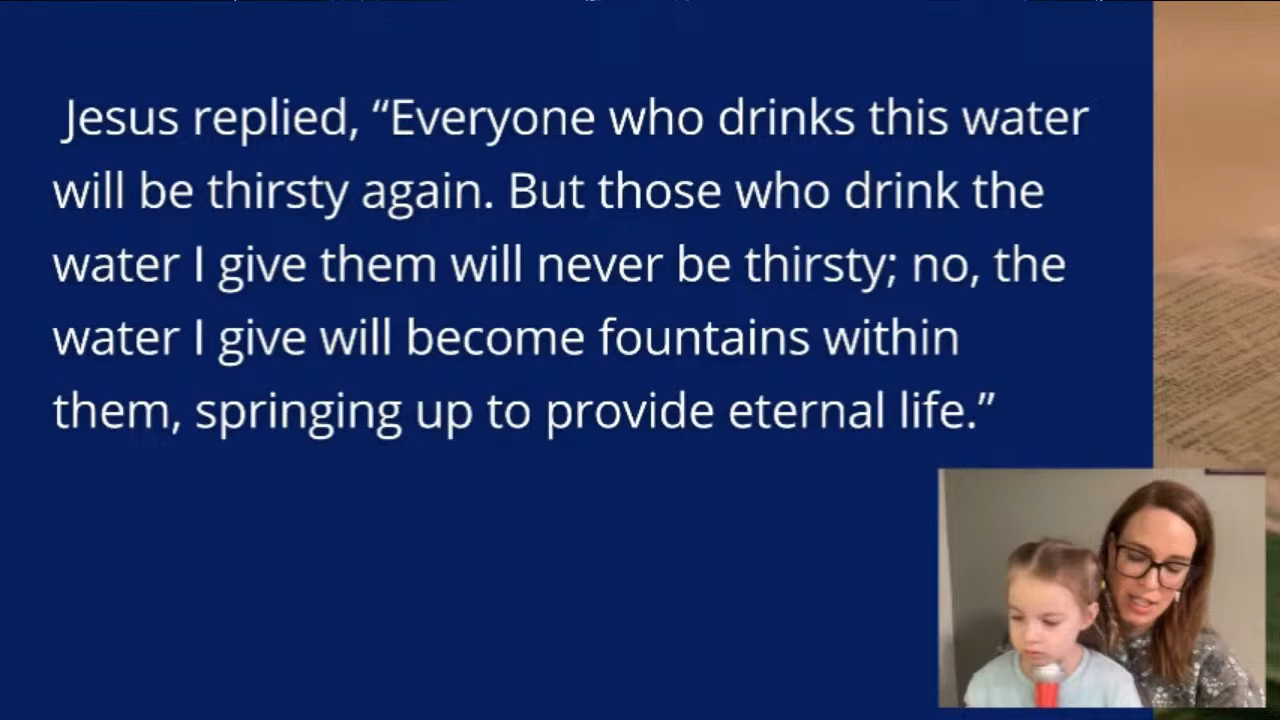 Jesus replied, “Everyone who drinks this water
will be thirsty again. But those who drink the
water I give them will never be thirsty; no, the
water I give will become fountains within
them, springing up to provide eternal life.”